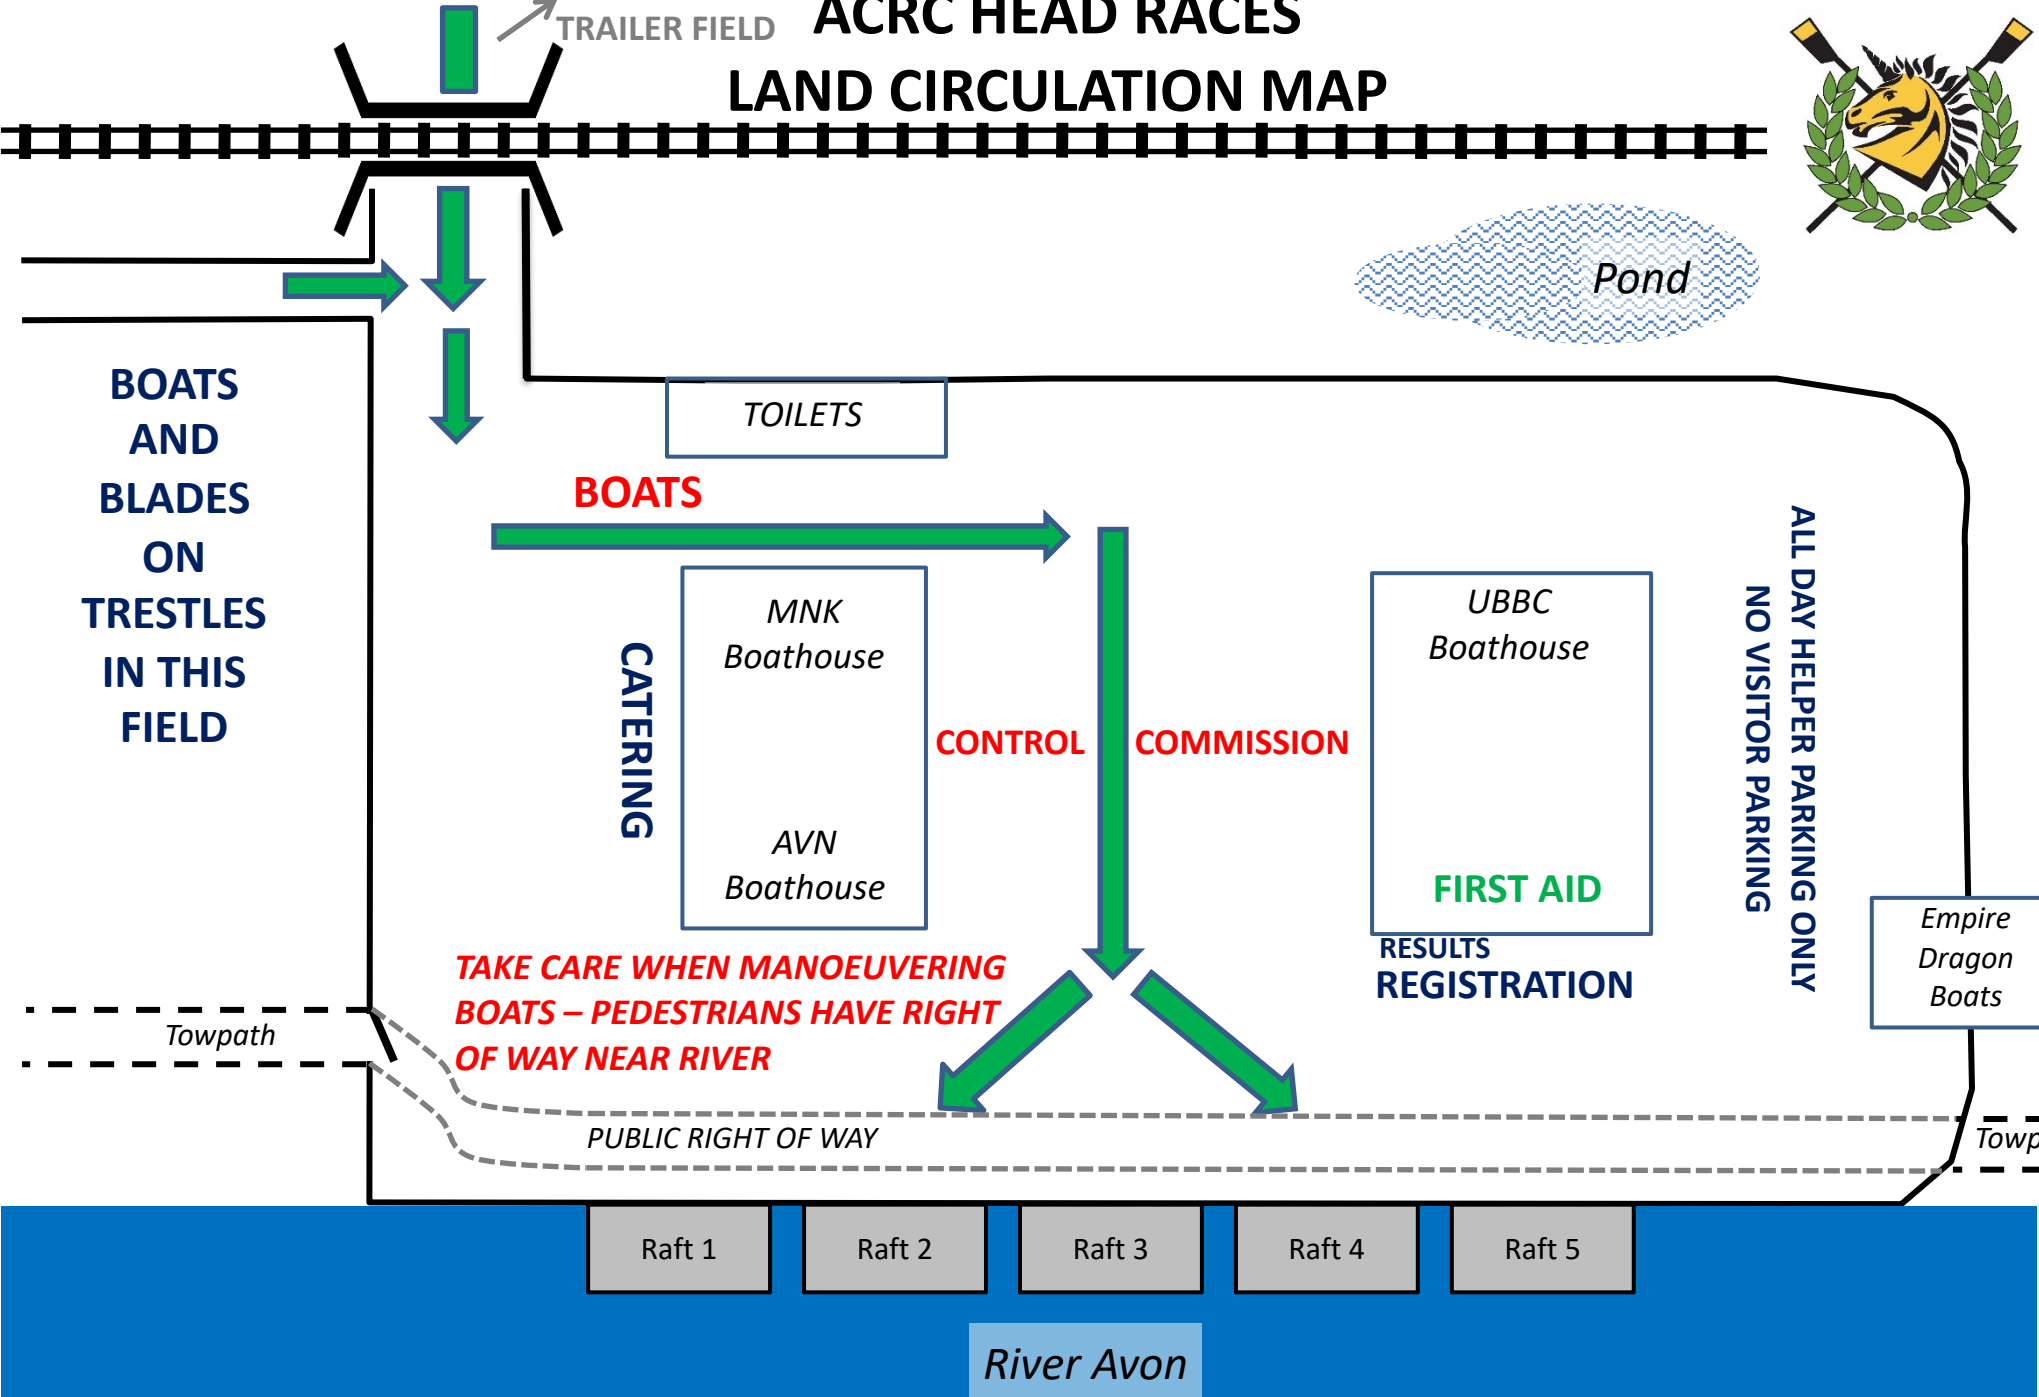 TRAILER FIELD
ACRC HEAD RACES
LAND CIRCULATION MAP
Pond
BOATS
AND
BLADES
ON
TRESTLES
IN THIS
FIELD
TOILETS
BOATS
MNK
Boathouse
AVN
Boathouse
CATERING
CONTROL
COMMISSION
UBBC
Boathouse
FIRST AID
RESULTS
REGISTRATION
ALL DAY HELPER PARKING ONLY
NO VISITOR PARKING
Empire
Dragon
Boats
TAKE CARE WHEN MANOEUVERING
BOATS – PEDESTRIANS HAVE RIGHT
OF WAY NEAR RIVER
Towpath
PUBLIC RIGHT OF WAY
Towp
Raft 1
Raft 2
Raft 3
Raft 4
Raft 5
River Avon